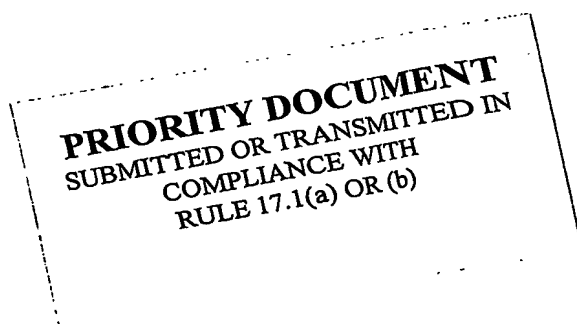 PRIORITY DOCUMENT
SUBMITTED OR TRANSMITTED IN
COMPLIANCE WITH
RULE 17.1(a) OR (b)